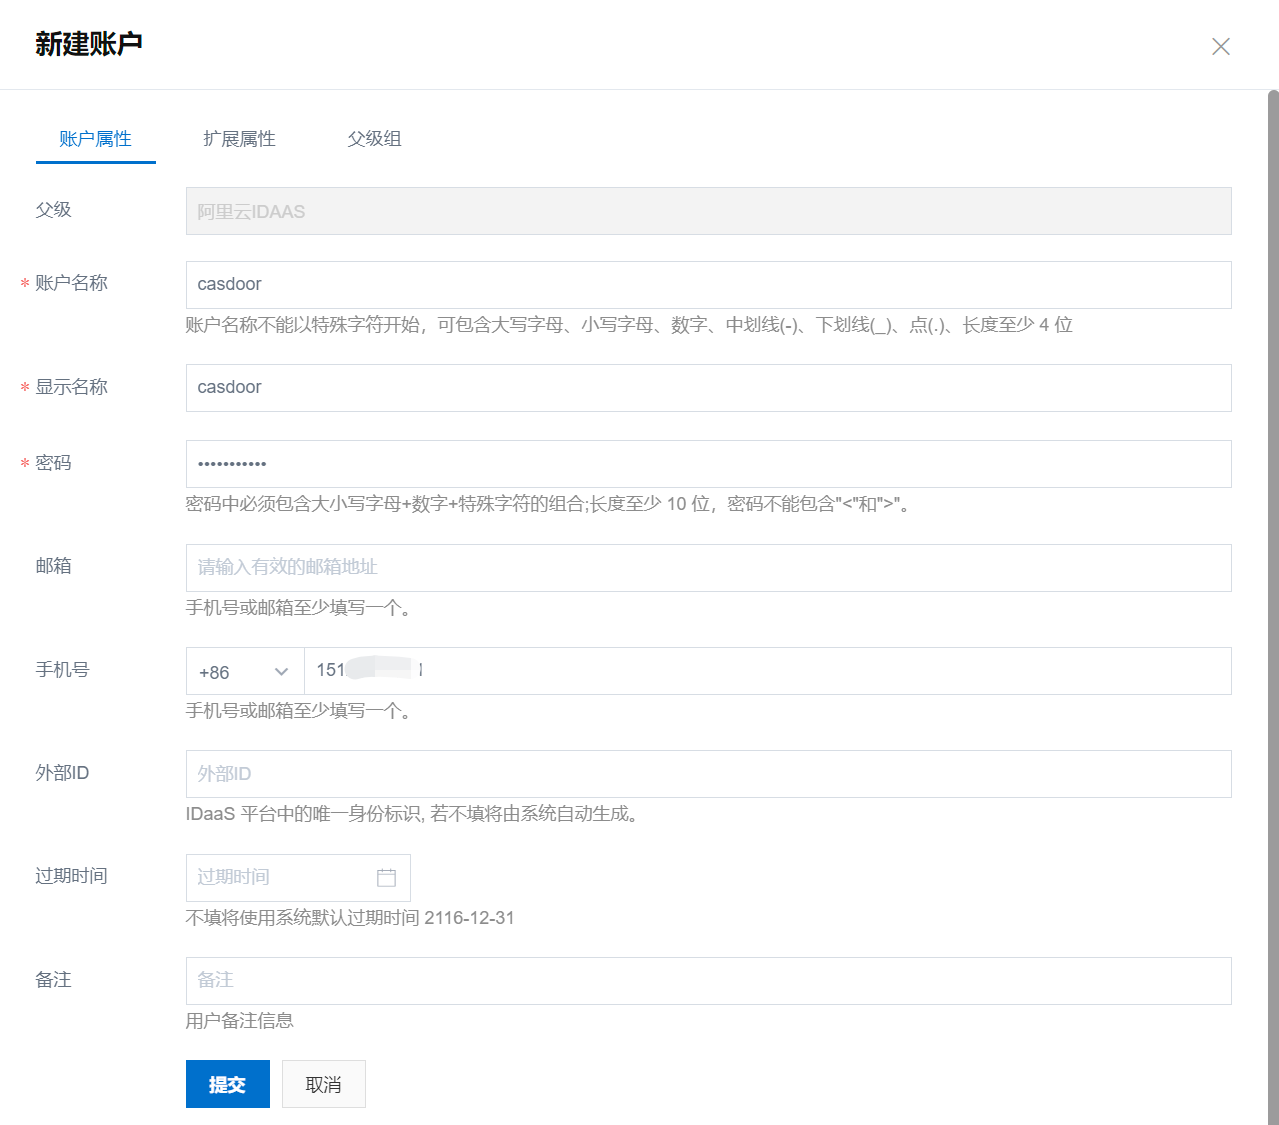 新建账户
账户属性 扩展属性 父级组
父级 阿里云IDAAS
* 账户名称 casdoor
账户名称不能以特殊字符开始，可包含大写字母、小写字母、数字、中划线(-)、下划线(_)、点(.)、长度至少 4 位
* 显示名称 casdoor
* 密码 •••••••••••
密码中必须包含大小写字母+数字+特殊字符的组合;长度至少 10 位，密码不能包含"<"和">"。
邮箱 请输入有效的邮箱地址
手机号或邮箱至少填写一个。
手机号 +86 151
手机号或邮箱至少填写一个。
外部ID 外部ID
IDaaS 平台中的唯一身份标识, 若不填将由系统自动生成。
过期时间 过期时间
不填将使用系统默认过期时间 2116-12-31
备注 备注
用户备注信息
提交 取消